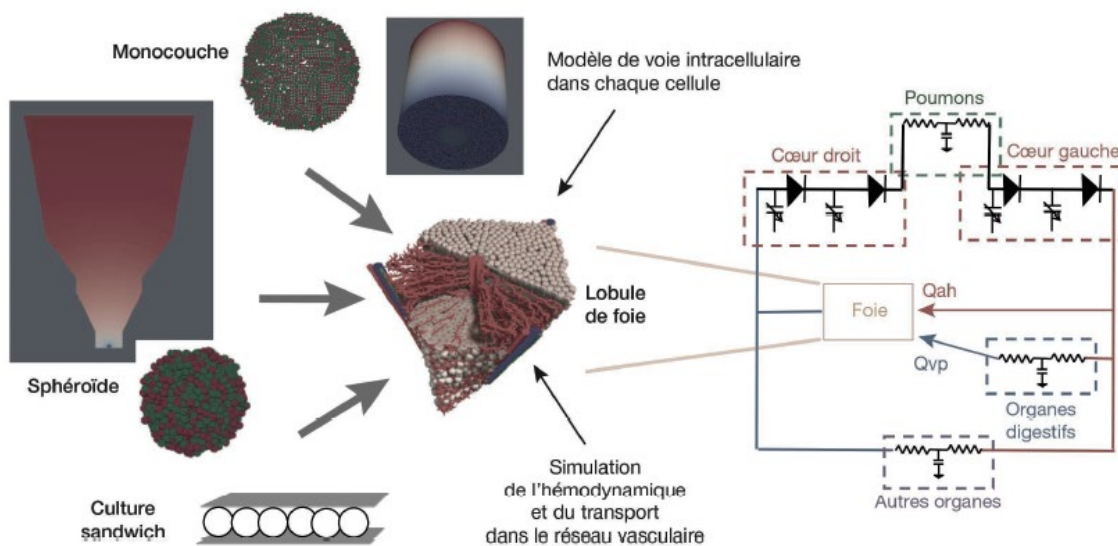 Monocouche
Modèle de voie intracellulaire
dans chaque cellule
Poumons
Cœur droit
Cœur gauche
Lobule
de foie
Foie
Qah
Qvp
Sphéroïde
Organes
digestifs
Simulation
de l'hémodynamique
et du transport
dans le réseau vasculaire
Culture
sandwich
Autres organes